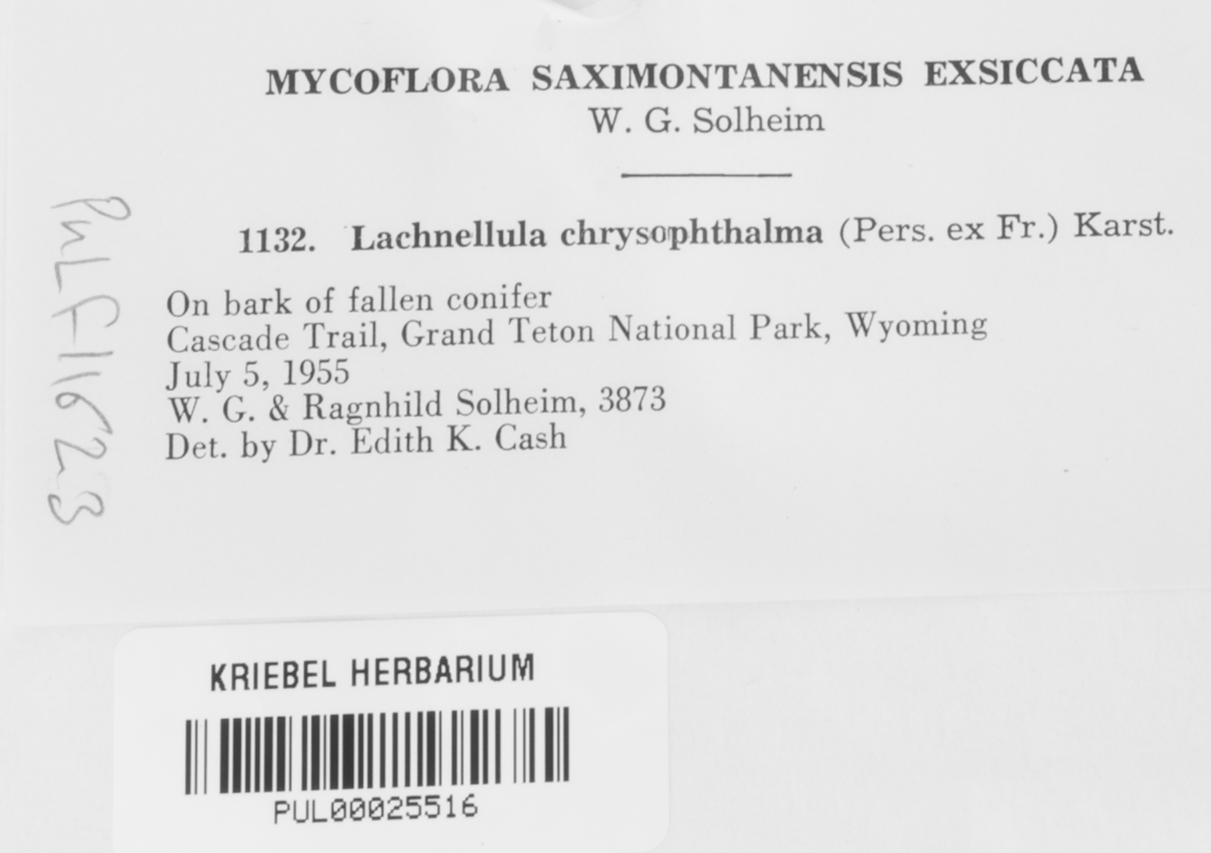 MYCOFLORA SAXIMONTANENSIS EXSICCATA
W. G. Solheim
1132. Lachnellula chrysophthalma (Pers. ex Fr.) Karst.
On bark of fallen conifer
Cascade Trail, Grand Teton National Park, Wyoming
July 5, 1955
W. G. & Ragnhild Solheim, 3873
Det. by Dr. Edith K. Cash
PUL F11623
KRIEBEL HERBARIUM
PUL00025516